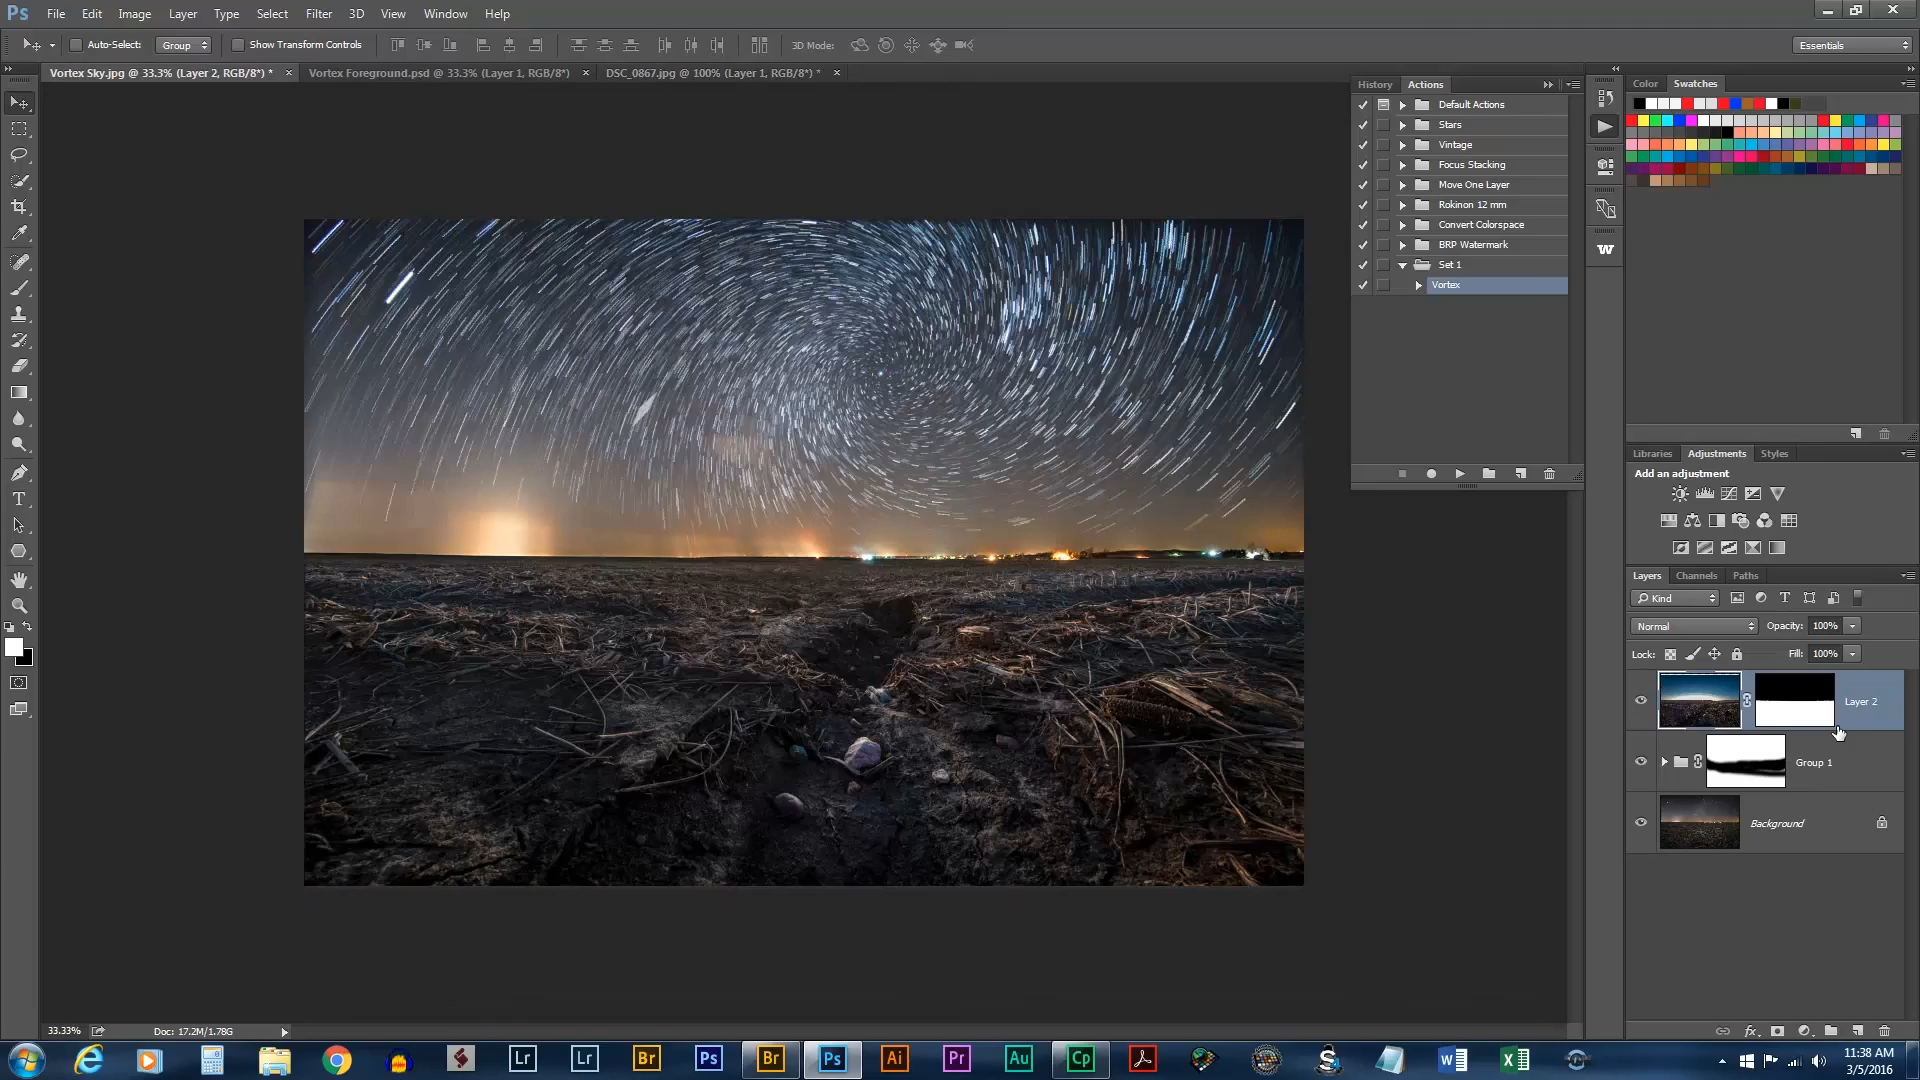 Ps File Edit Image Layer Type Select Filter 3D View Window Help
Auto-Select: Group Show Transform Controls 3D Mode: Essentials
Vortex Sky.jpg @ 33.3% (Layer 2, RGB/8*) * × Vortex Foreground.psd @ 33.3% (Layer 1, RGB/8*) × DSC_0867.jpg @ 100% (Layer 1, RGB/8*) * ×
History Actions
Default Actions
Stars
Vintage
Focus Stacking
Move One Layer
Rokinon 12 mm
Convert Colorspace
BRP Watermark
Set 1
Vortex
Color Swatches
Libraries Adjustments Styles
Add an adjustment
Layers Channels Paths
Kind
Normal Opacity: 100%
Lock: Fill: 100%
Layer 2
Group 1
Background
33.33% Doc: 17.2M/1.78G
Lr Lr Br Ps Br Ps Ai Pr Au Cp
11:38 AM
3/5/2016